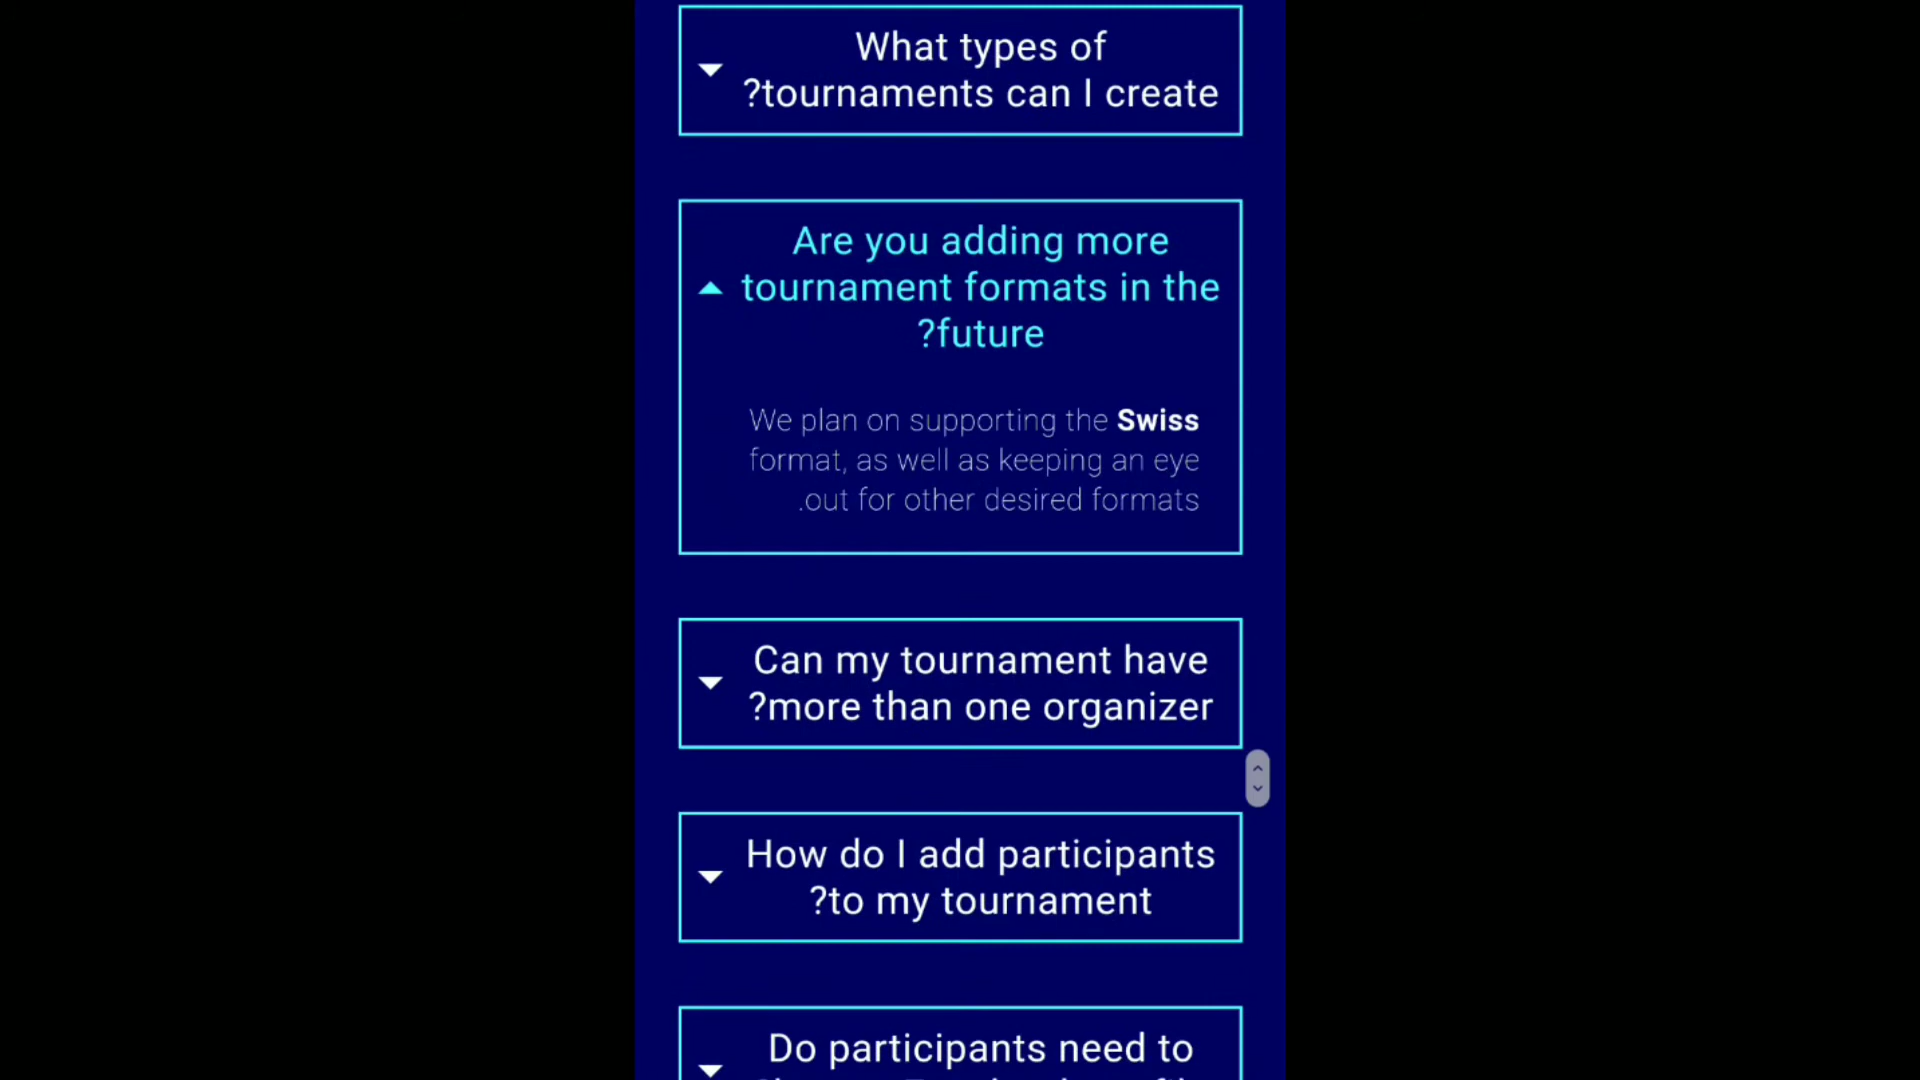 What types of
?tournaments can I create
Are you adding more
tournament formats in the
?future
We plan on supporting the Swiss
format, as well as keeping an eye
.out for other desired formats
Can my tournament have
?more than one organizer
How do I add participants
?to my tournament
Do participants need to